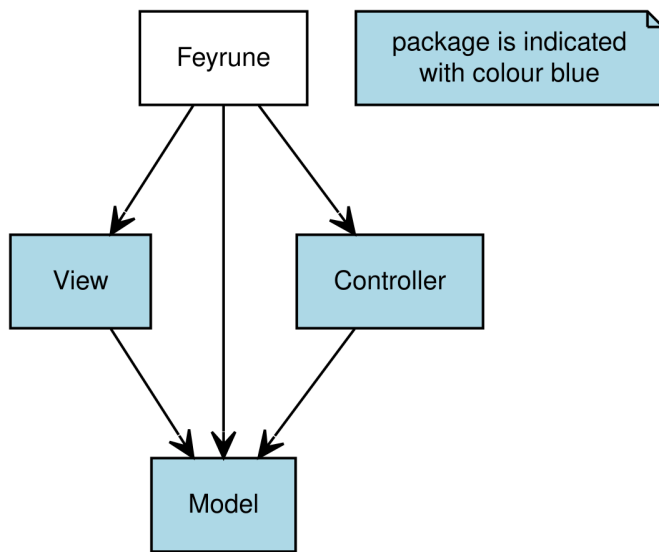 Feyrune
package is indicated
with colour blue
View
Controller
Model